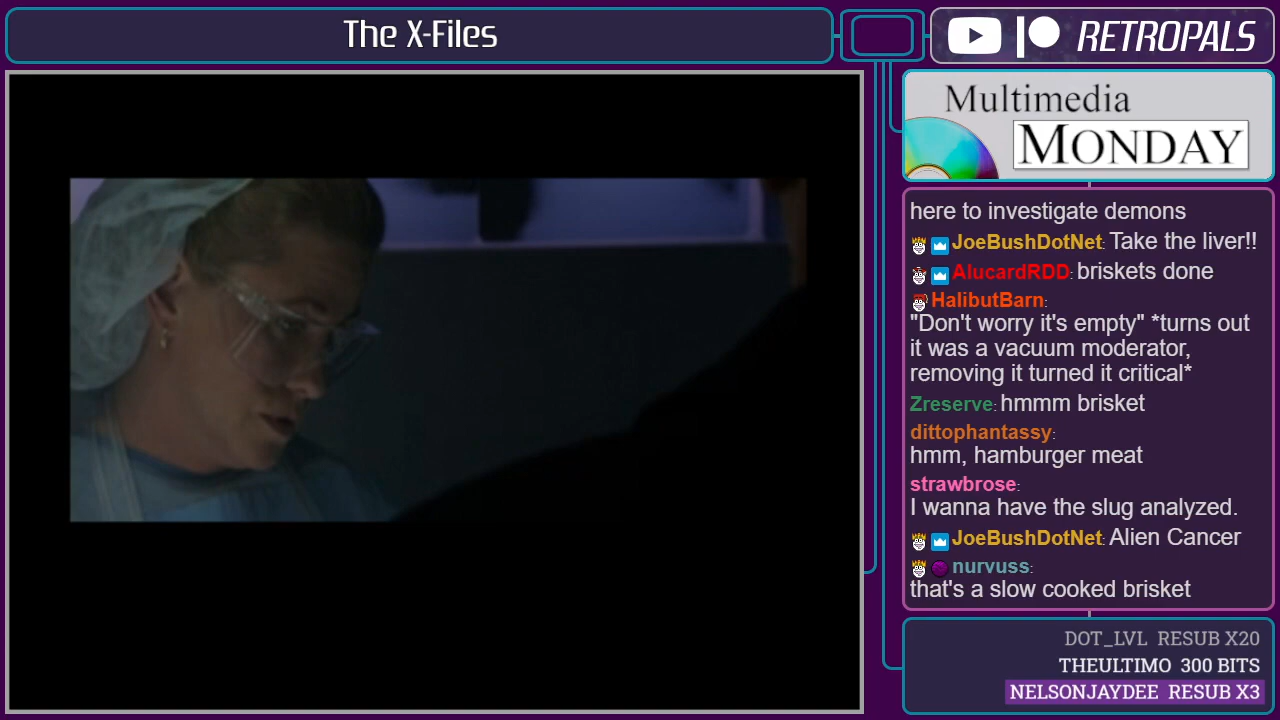 The X-Files
RETROPALS
Multimedia
MONDAY
here to investigate demons
JoeBushDotNet: Take the liver!!
AlucardRDD: briskets done
HalibutBarn:
"Don't worry it's empty" *turns out
it was a vacuum moderator,
removing it turned it critical*
Zreserve: hmmm brisket
dittophantassy:
hmm, hamburger meat
strawbrose:
I wanna have the slug analyzed.
JoeBushDotNet: Alien Cancer
nurvuss:
that's a slow cooked brisket
DOT_LVL RESUB X20
THEULTIMO 300 BITS
NELSONJAYDEE RESUB X3